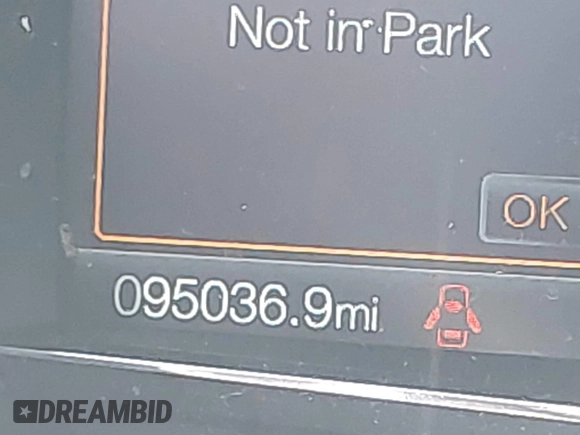 Not in Park
OK
095036.9mi
DREAMBID